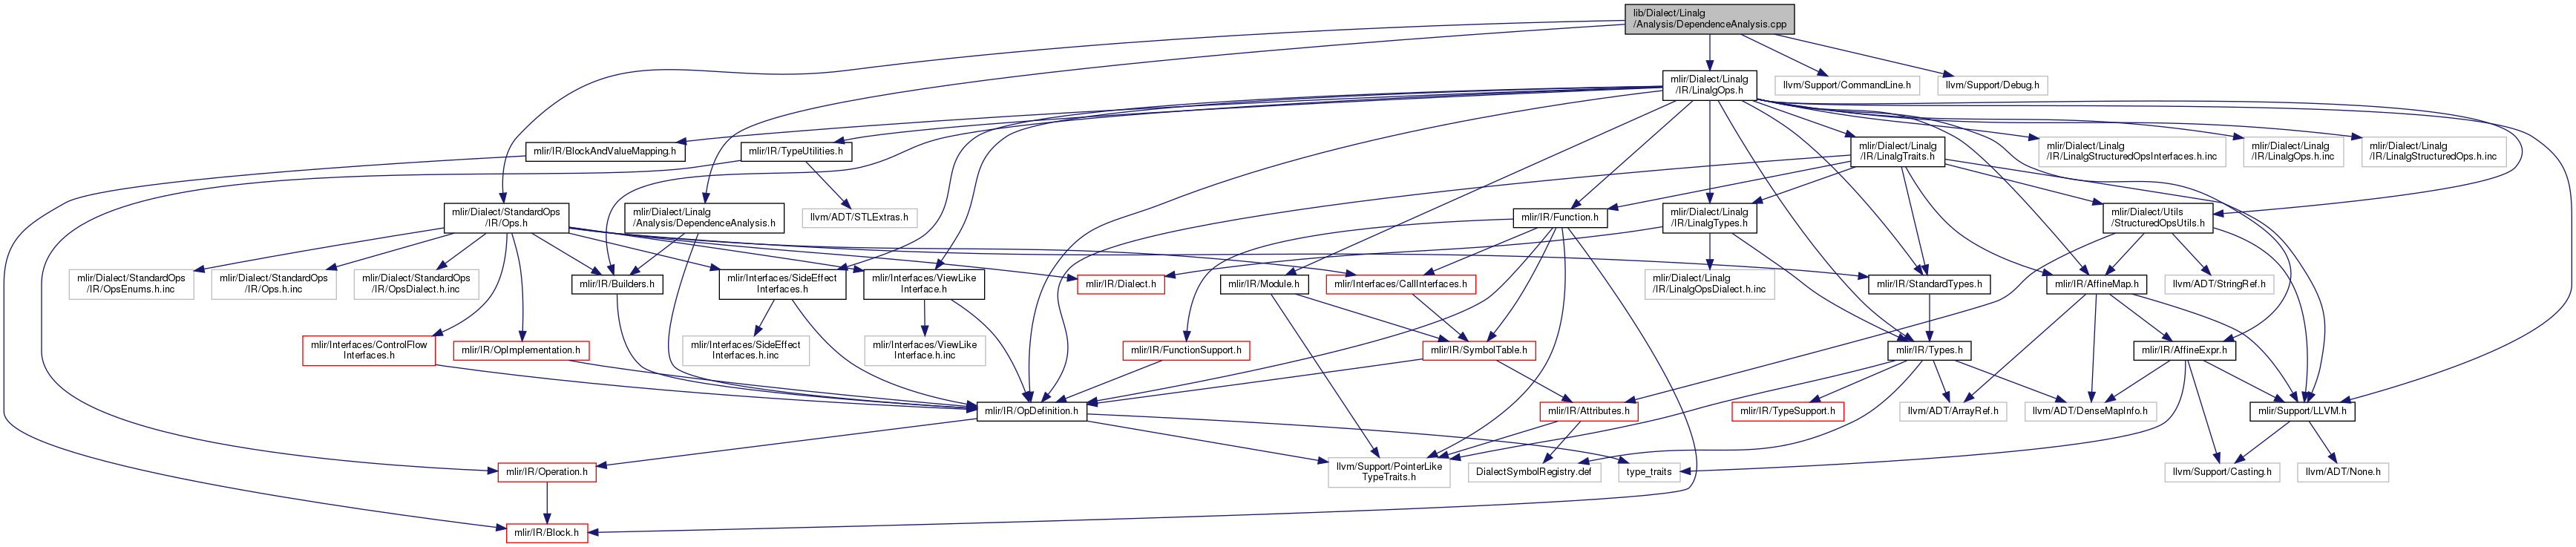 lib/Dialect/Linalg
/Analysis/DependenceAnalysis.cpp
mlir/Dialect/Linalg
/IR/LinalgOps.h
llvm/Support/CommandLine.h
llvm/Support/Debug.h
mlir/IR/BlockAndValueMapping.h
mlir/IR/TypeUtilities.h
mlir/Dialect/Linalg
/IR/LinalgTraits.h
mlir/Dialect/Linalg
/IR/LinalgStructuredOpsInterfaces.h.inc
mlir/Dialect/Linalg
/IR/LinalgOps.h.inc
mlir/Dialect/Linalg
/IR/LinalgStructuredOps.h.inc
mlir/Dialect/StandardOps
/IR/Ops.h
mlir/Dialect/Linalg
/Analysis/DependenceAnalysis.h
llvm/ADT/STLExtras.h
mlir/IR/Function.h
mlir/Dialect/Linalg
/IR/LinalgTypes.h
mlir/Dialect/Utils
/StructuredOpsUtils.h
mlir/Dialect/StandardOps
/IR/OpsEnums.h.inc
mlir/Dialect/StandardOps
/IR/Ops.h.inc
mlir/Dialect/StandardOps
/IR/OpsDialect.h.inc
mlir/IR/Builders.h
mlir/Interfaces/SideEffect
Interfaces.h
mlir/Interfaces/ViewLike
Interface.h
mlir/IR/Dialect.h
mlir/IR/Module.h
mlir/Interfaces/CallInterfaces.h
mlir/Dialect/Linalg
/IR/LinalgOpsDialect.h.inc
mlir/IR/StandardTypes.h
mlir/IR/AffineMap.h
llvm/ADT/StringRef.h
mlir/Interfaces/ControlFlow
Interfaces.h
mlir/IR/OpImplementation.h
mlir/Interfaces/SideEffect
Interfaces.h.inc
mlir/Interfaces/ViewLike
Interface.h.inc
mlir/IR/FunctionSupport.h
mlir/IR/SymbolTable.h
mlir/IR/Types.h
mlir/IR/AffineExpr.h
mlir/IR/OpDefinition.h
mlir/IR/Attributes.h
mlir/IR/TypeSupport.h
llvm/ADT/ArrayRef.h
llvm/ADT/DenseMapInfo.h
mlir/Support/LLVM.h
mlir/IR/Operation.h
llvm/Support/PointerLike
TypeTraits.h
DialectSymbolRegistry.def
type_traits
llvm/Support/Casting.h
llvm/ADT/None.h
mlir/IR/Block.h